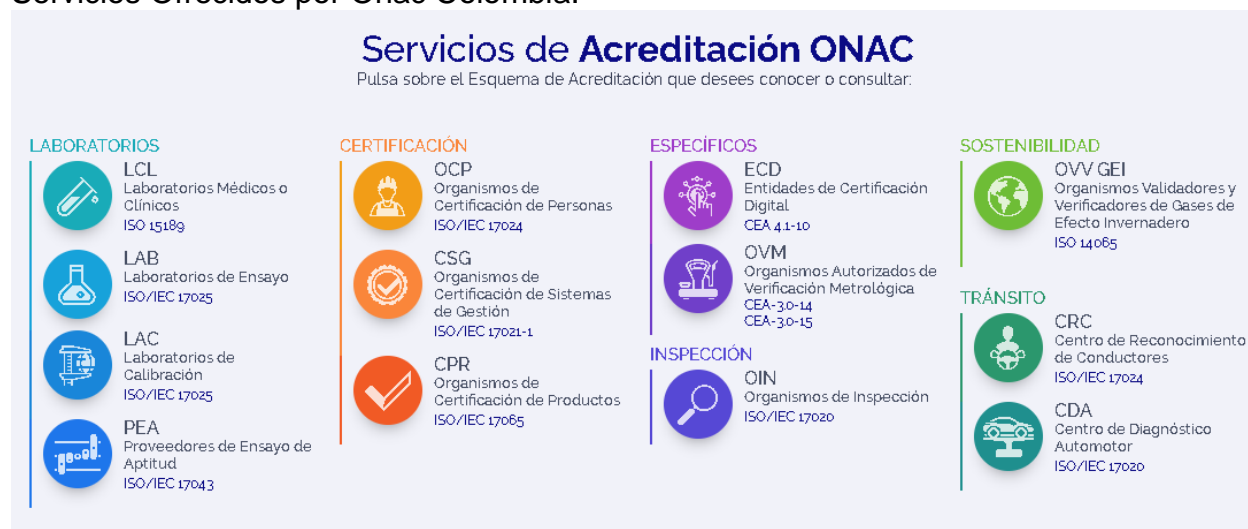 Servicios Ofrecidos por Onac Colombia.
Servicios de Acreditación ONAC
Pulsa sobre el Esquema de Acreditación que desees conocer o consultar:
LABORATORIOS
LCL
Laboratorios Médicos o
Clínicos
ISO 15189
LAB
Laboratorios de Ensayo
ISO/IEC 17025
LAC
Laboratorios de
Calibración
ISO/IEC 17025
PEA
Proveedores de Ensayo de
Aptitud
ISO/IEC 17043
CERTIFICACIÓN
OCP
Organismos de
Certificación de Personas
ISO/IEC 17024
CSG
Organismos de
Certificación de Sistemas
de Gestión
ISO/IEC 17021-1
CPR
Organismos de
Certificación de Productos
ISO/IEC 17065
ESPECÍFICOS
ECD
Entidades de Certificación
Digital
CEA 4.1-10
OVM
Organismos Autorizados de
Verificación Metrológica
CEA-3.0-14
CEA-3.0-15
INSPECCIÓN
OIN
Organismos de Inspección
ISO/IEC 17020
SOSTENIBILIDAD
OVV GEI
Organismos Validadores y
Verificadores de Gases de
Efecto Invernadero
ISO 14065
TRÁNSITO
CRC
Centro de Reconocimiento
de Conductores
ISO/IEC 17024
CDA
Centro de Diagnóstico
Automotor
ISO/IEC 17020